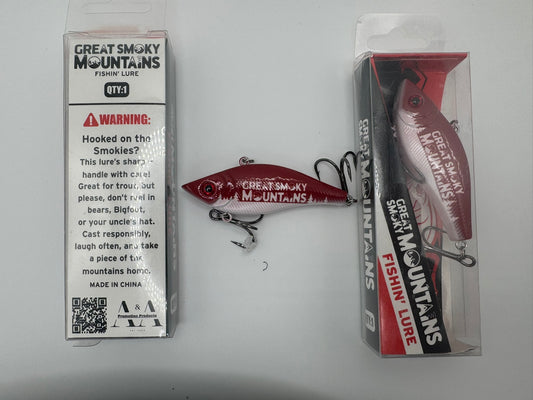 GREAT SMOKY
MOUNTAINS
FISHIN' LURE
QTY:1
WARNING:
Hooked on the
Smokies?
This lure's sharp-
handle with care!
Great for trout, but
please, don't reel in
bears, Bigfoot,
or your uncle's hat.
Cast responsibly,
laugh often, and take
a piece of the
mountains home.
MADE IN CHINA
A & A
Promotion Products
GREAT SMOKY
MOUNTAINS
GREAT SMOKY
MOUNTAINS
GREAT SMOKY
MOUNTAINS
GREAT
SMOKY
MOUNTAINS
FISHIN' LURE